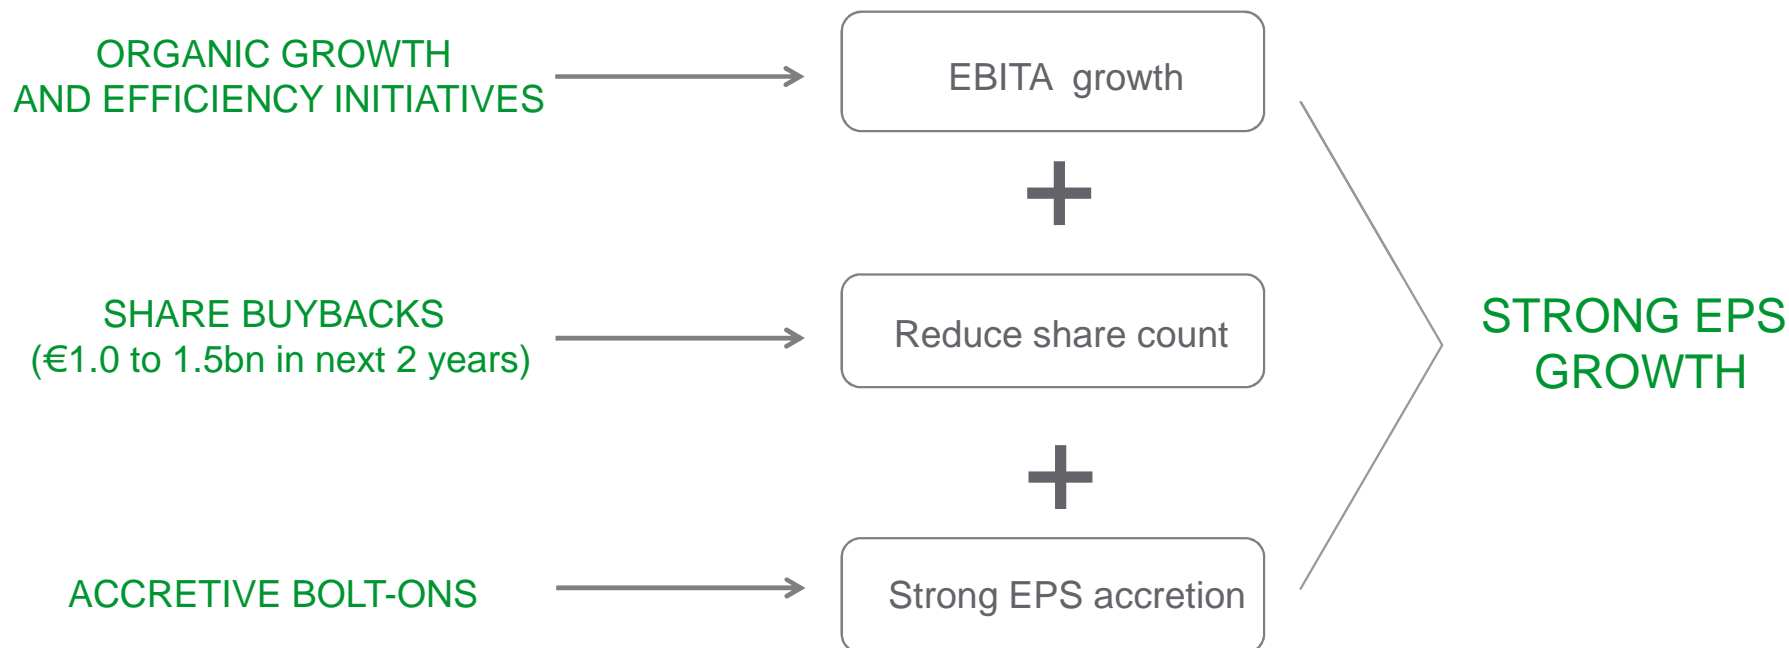 ORGANIC GROWTH
AND EFFICIENCY INITIATIVES
EBITA growth
+
SHARE BUYBACKS
(€1.0 to 1.5bn in next 2 years)
Reduce share count
STRONG EPS
GROWTH
+
ACCRETIVE BOLT-ONS
Strong EPS accretion